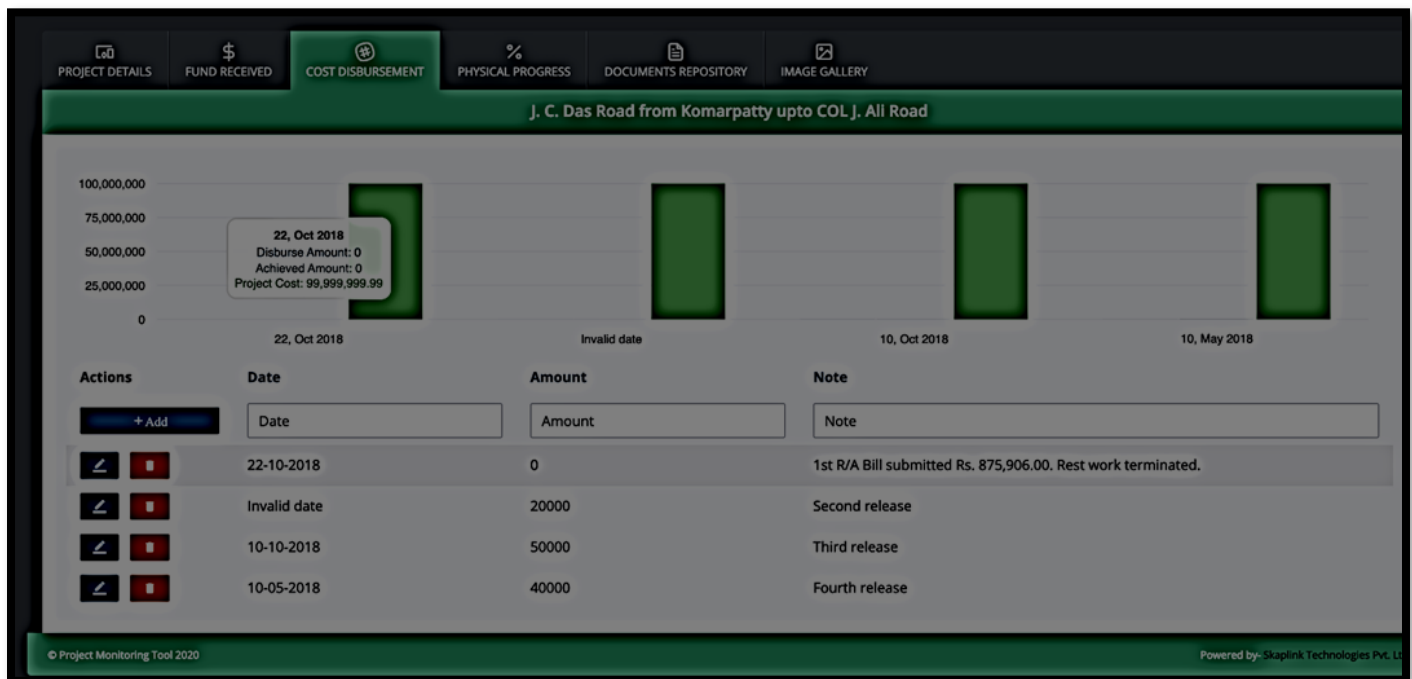 PROJECT DETAILS FUND RECEIVED COST DISBURSEMENT PHYSICAL PROGRESS DOCUMENTS REPOSITORY IMAGE GALLERY
J. C. Das Road from Komarpatty upto COL J. Ali Road
100,000,000
75,000,000
50,000,000
25,000,000
0
22, Oct 2018
Disburse Amount: 0
Achieved Amount: 0
Project Cost: 99,999,999.99
22, Oct 2018 Invalid date 10, Oct 2018 10, May 2018
Actions Date Amount Note
+ Add Date Amount Note
22-10-2018 0 1st R/A Bill submitted Rs. 875,906.00. Rest work terminated.
Invalid date 20000 Second release
10-10-2018 50000 Third release
10-05-2018 40000 Fourth release
© Project Monitoring Tool 2020 Powered by- Skaplink Technologies Pvt. Lt